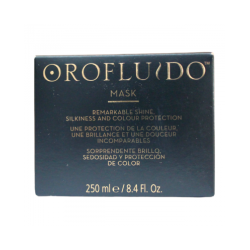 OROFLUIDO™
MASK
REMARKABLE SHINE,
SILKINESS AND COLOUR PROTECTION
UNE PROTECTION DE LA COULEUR,
UNE BRILLANCE ET UNE DOUCEUR
INCOMPARABLES
SORPRENDENTE BRILLO,
SEDOSIDAD Y PROTECCIÓN
DE COLOR
250 ml e / 8.4 Fl. Oz.